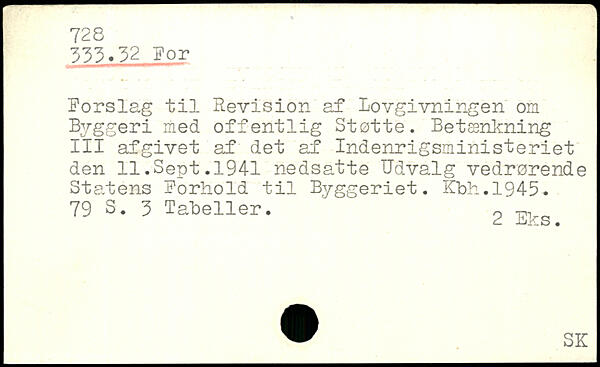 728
333.32 For
Forslag til Revision af Lovgivningen om
Byggeri med offentlig Støtte. Betænkning
III afgivet af det af Indenrigsministeriet
den 11.Sept.1941 nedsatte Udvalg vedrørende
Statens Forhold til Byggeriet. Kbh.1945.
79 S. 3 Tabeller.
2 Eks.
SK